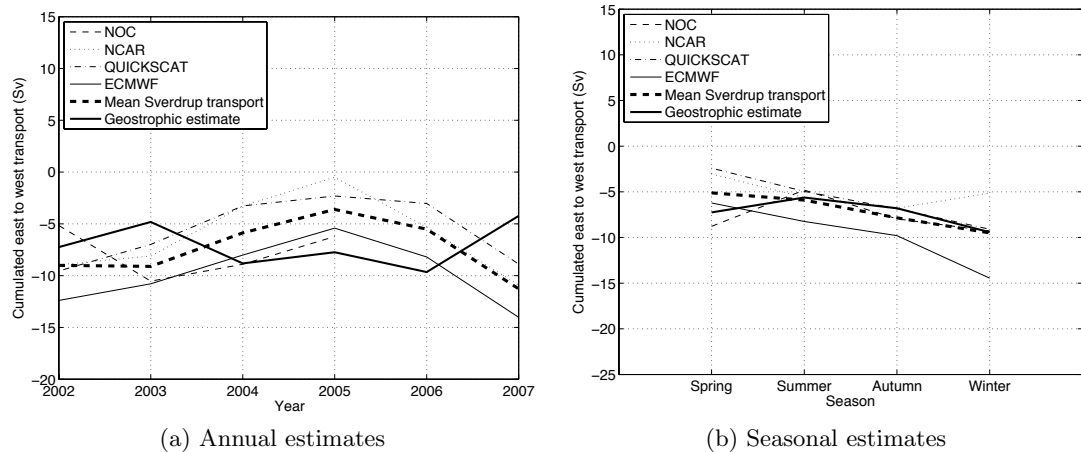 15
10
5
0
−5
−10
−15
−20
Cumulated east to west transport (Sv)
NOC
NCAR
QUICKSCAT
ECMWF
Mean Sverdrup transport
Geostrophic estimate
2002 2003 2004 2005 2006 2007
Year
(a) Annual estimates
15
10
5
0
−5
−10
−15
−20
−25
Cumulated east to west transport (Sv)
NOC
NCAR
QUICKSCAT
ECMWF
Mean Sverdrup transport
Geostrophic estimate
Spring Summer Autumn Winter
Season
(b) Seasonal estimates